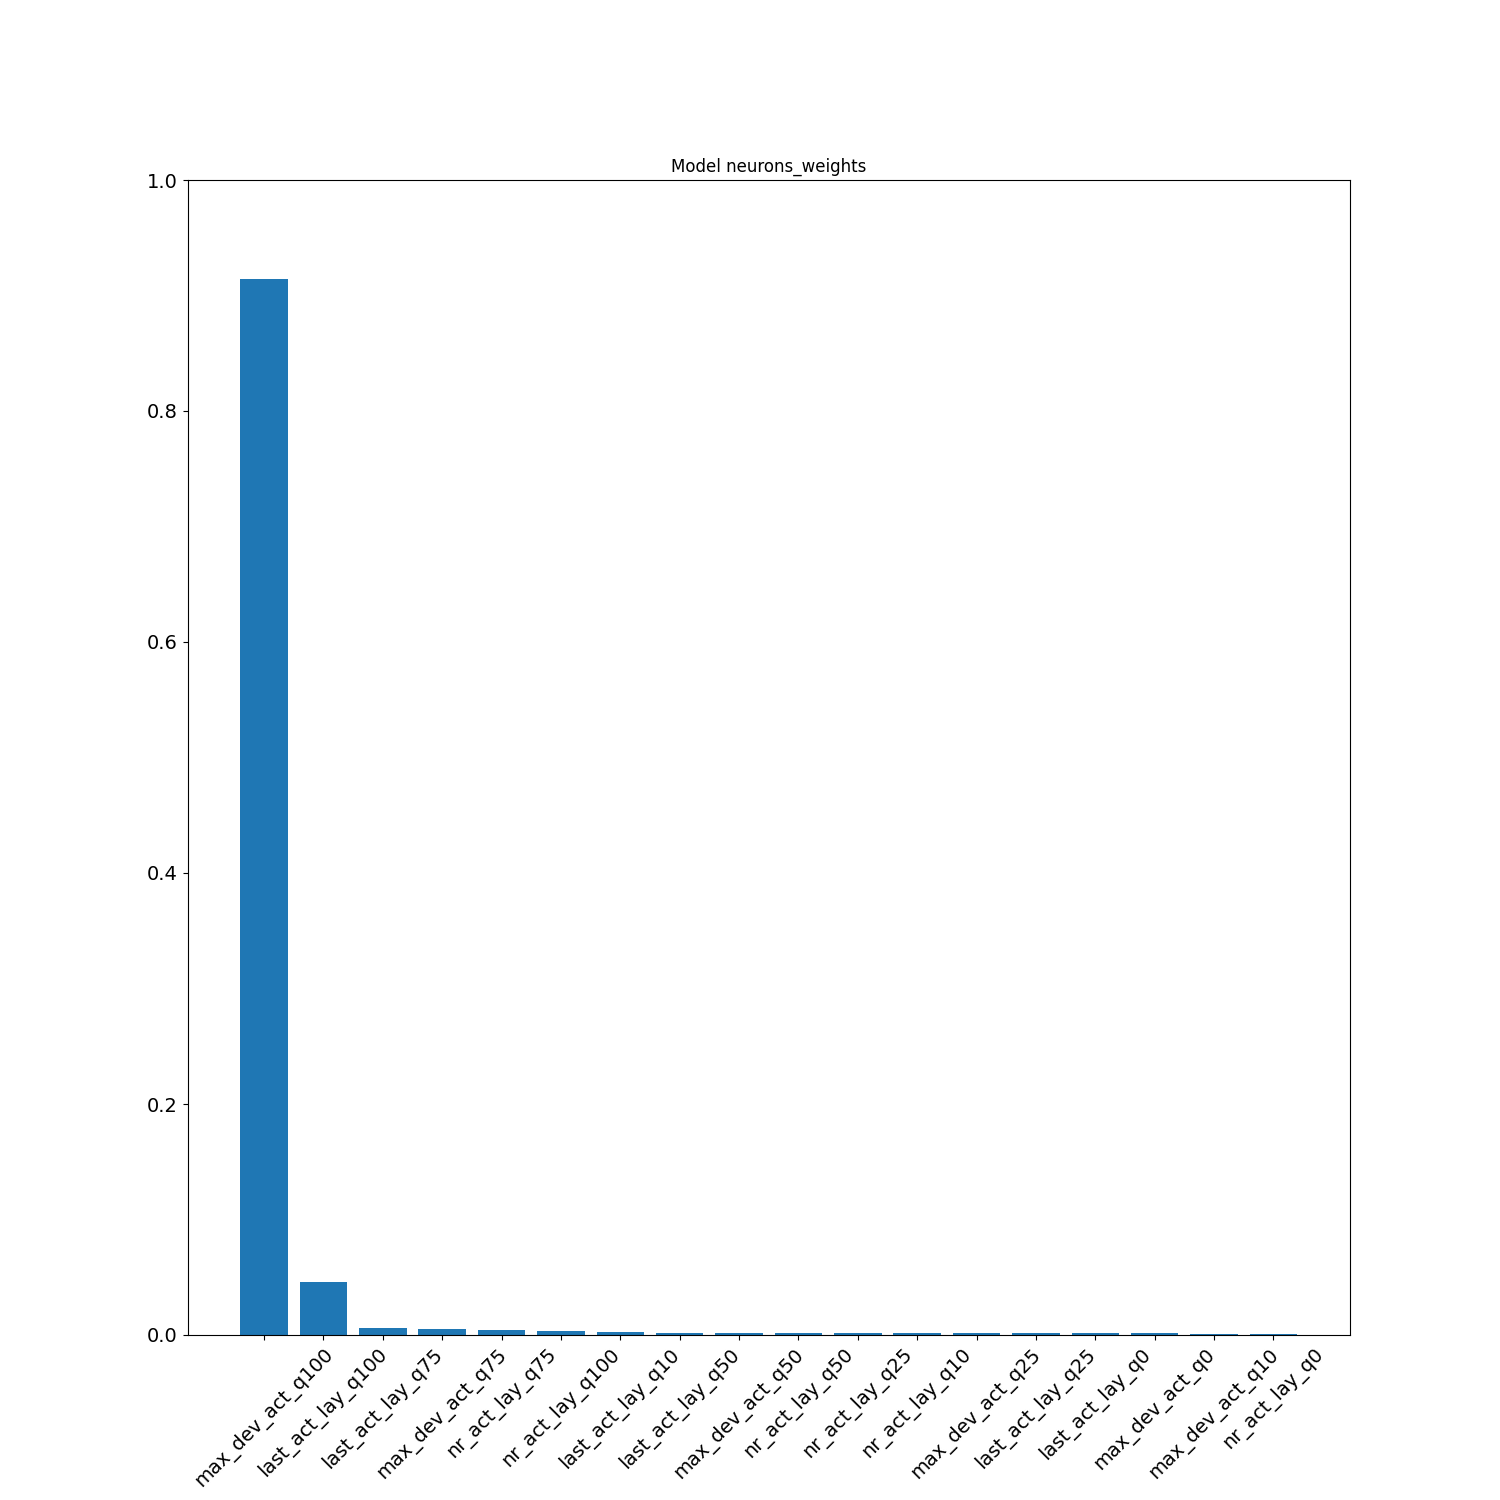 Model neurons_weights
1.0
0.8
0.6
0.4
0.2
0.0
max_dev_act_q100
last_act_lay_q100
last_act_lay_q75
max_dev_act_q75
nr_act_lay_q75
nr_act_lay_q100
last_act_lay_q10
last_act_lay_q50
max_dev_act_q50
nr_act_lay_q50
nr_act_lay_q25
nr_act_lay_q10
max_dev_act_q25
last_act_lay_q25
last_act_lay_q0
max_dev_act_q0
max_dev_act_q10
nr_act_lay_q0